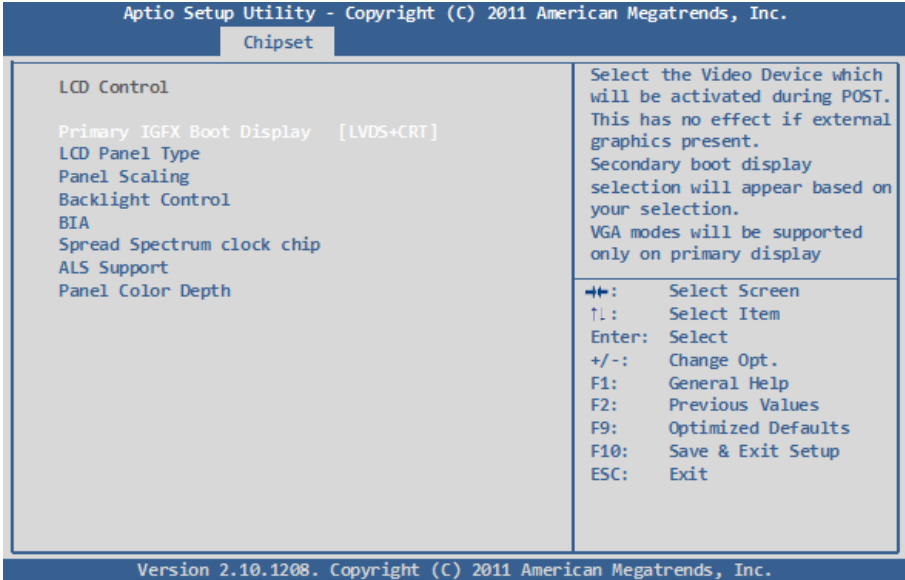 Aptio Setup Utility - Copyright (C) 2011 American Megatrends, Inc.
Chipset
LCD Control
Primary IGFX Boot Display [LVDS+CRT]
LCD Panel Type
Panel Scaling
Backlight Control
BIA
Spread Spectrum clock chip
ALS Support
Panel Color Depth
Select the Video Device which
will be activated during POST.
This has no effect if external
graphics present.
Secondary boot display
selection will appear based on
your selection.
VGA modes will be supported
only on primary display
→←: Select Screen
↑↓: Select Item
Enter: Select
+/-: Change Opt.
F1: General Help
F2: Previous Values
F9: Optimized Defaults
F10: Save & Exit Setup
ESC: Exit
Version 2.10.1208. Copyright (C) 2011 American Megatrends, Inc.